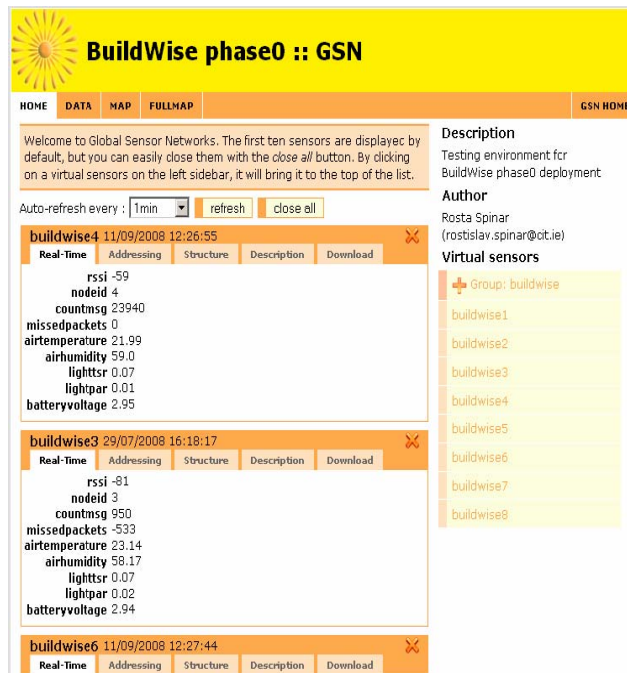 BuildWise phase0 :: GSN
HOME DATA MAP FULLMAP GSN HOME
Welcome to Global Sensor Networks. The first ten sensors are displayed by
default, but you can easily close them with the close all button. By clicking
on a virtual sensors on the left sidebar, it will bring it to the top of the list.
Auto-refresh every : 1min refresh close all
buildwise4 11/09/2008 12:26:55
Real-Time Addressing Structure Description Download
rssi -59
nodeid 4
countmsg 23940
missedpackets 0
airtemperature 21.99
airhumidity 59.0
lighttsr 0.07
lightpar 0.01
batteryvoltage 2.95
buildwise3 29/07/2008 16:18:17
Real-Time Addressing Structure Description Download
rssi -81
nodeid 3
countmsg 950
missedpackets -533
airtemperature 23.14
airhumidity 58.17
lighttsr 0.07
lightpar 0.02
batteryvoltage 2.94
buildwise6 11/09/2008 12:27:44
Real-Time Addressing Structure Description Download
Description
Testing environment for
BuildWise phase0 deployment
Author
Rosta Spinar
(rostislav.spinar@cit.ie)
Virtual sensors
Group: buildwise
buildwise1
buildwise2
buildwise3
buildwise4
buildwise5
buildwise6
buildwise7
buildwise8